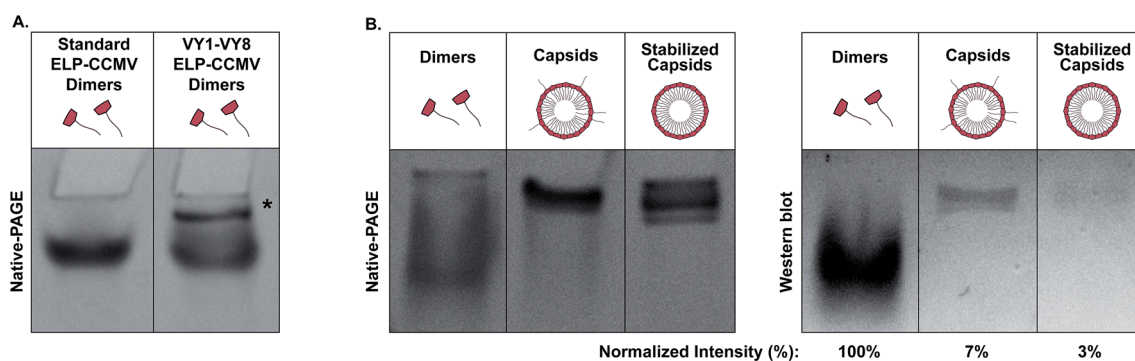 A.
Standard
ELP-CCMV
Dimers
VY1-VY8
ELP-CCMV
Dimers
Native-PAGE
*
B.
Dimers
Capsids
Stabilized
Capsids
Native-PAGE
Dimers
Capsids
Stabilized
Capsids
Western blot
Normalized Intensity (%): 100% 7% 3%